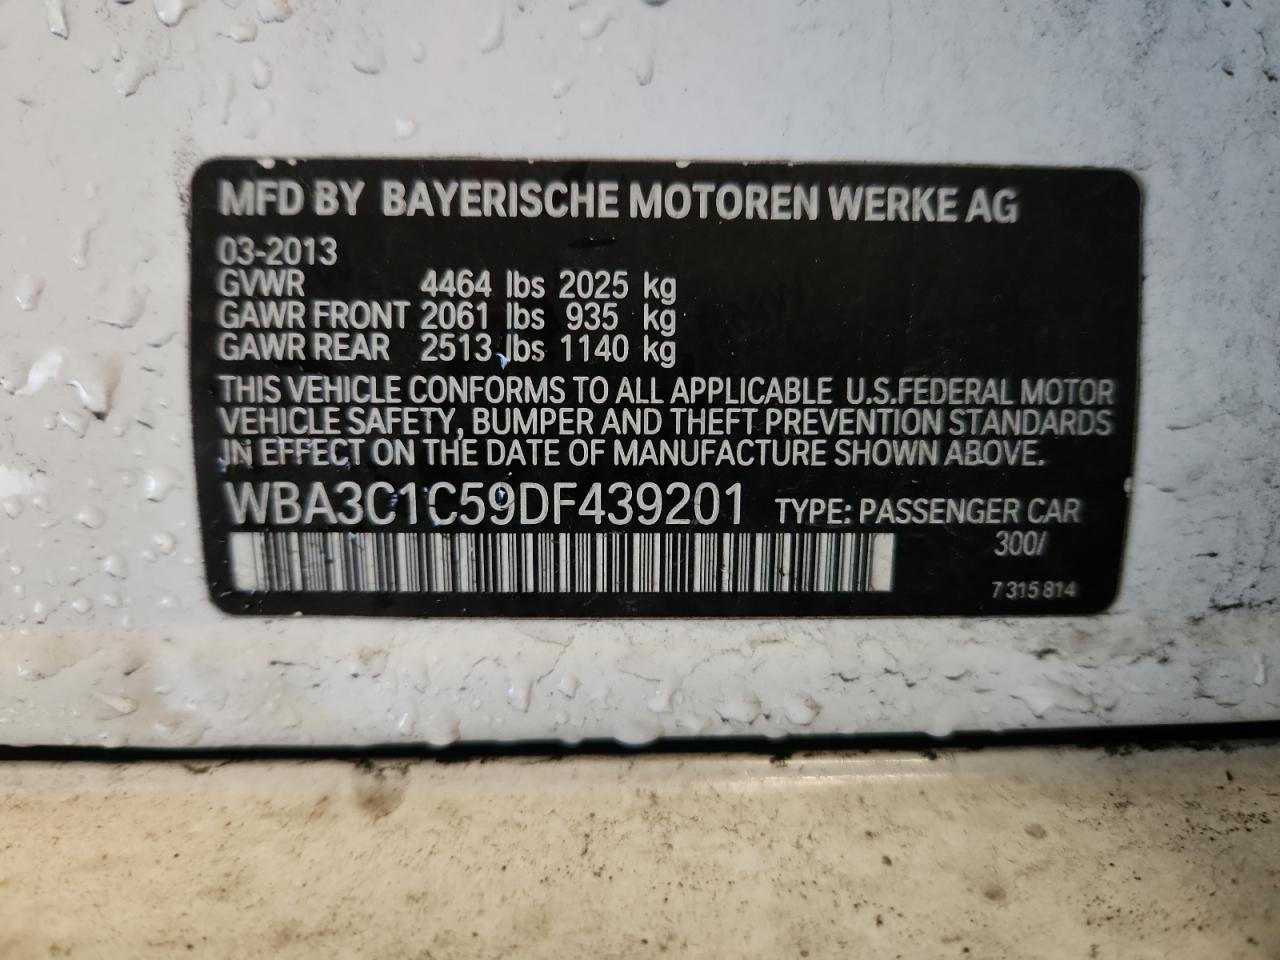 MFD BY BAYERISCHE MOTOREN WERKE AG
03-2013
GVWR 4464 lbs 2025 kg
GAWR FRONT 2061 lbs 935 kg
GAWR REAR 2513 lbs 1140 kg
THIS VEHICLE CONFORMS TO ALL APPLICABLE U.S.FEDERAL MOTOR
VEHICLE SAFETY, BUMPER AND THEFT PREVENTION STANDARDS
IN EFFECT ON THE DATE OF MANUFACTURE SHOWN ABOVE.
WBA3C1C59DF439201 TYPE: PASSENGER CAR
300/
7 315 814